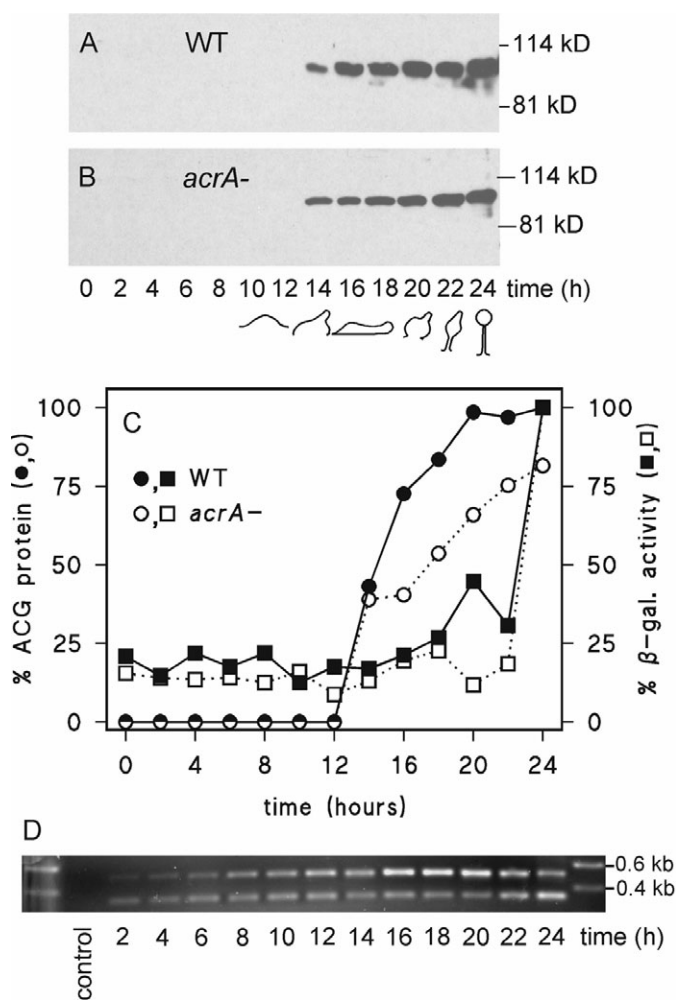 A WT 114 kD
81 kD
B acrA- 114 kD
81 kD
0 2 4 6 8 10 12 14 16 18 20 22 24 time (h)
C
●,■ WT
○,□ acrA–
% ACG protein (●,○)
100
75
50
25
0
% β–gal. activity (■,□)
100
75
50
25
0
0 4 8 12 16 20 24
time (hours)
D
0.6 kb
0.4 kb
control 2 4 6 8 10 12 14 16 18 20 22 24 time (h)